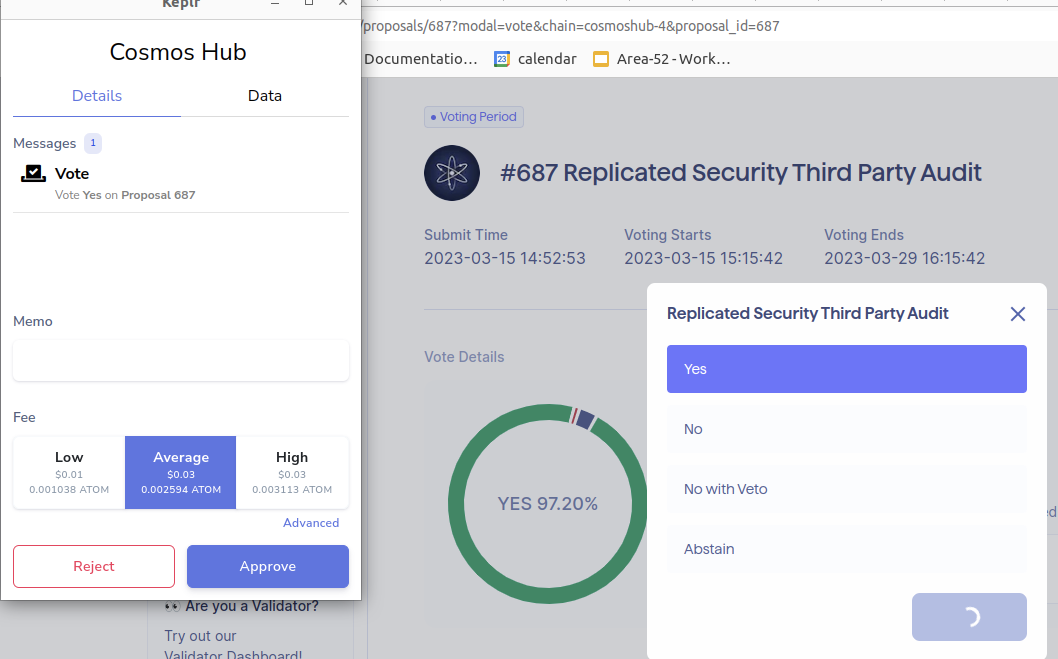 Keplr
Cosmos Hub
Details Data
Messages 1
Vote
Vote Yes on Proposal 687
Memo
Fee
Low Average High
$0.01 $0.03 $0.03
0.001038 ATOM 0.002594 ATOM 0.003113 ATOM
Advanced
Reject Approve
/proposals/687?modal=vote&chain=cosmoshub-4&proposal_id=687
Documentatio… 23 calendar Area-52 - Work…
Voting Period
#687 Replicated Security Third Party Audit
Submit Time Voting Starts Voting Ends
2023-03-15 14:52:53 2023-03-15 15:15:42 2023-03-29 16:15:42
Vote Details
YES 97.20%
Replicated Security Third Party Audit
Yes
No
No with Veto
Abstain
👀 Are you a Validator?
Try out our
Validator Dashboard!